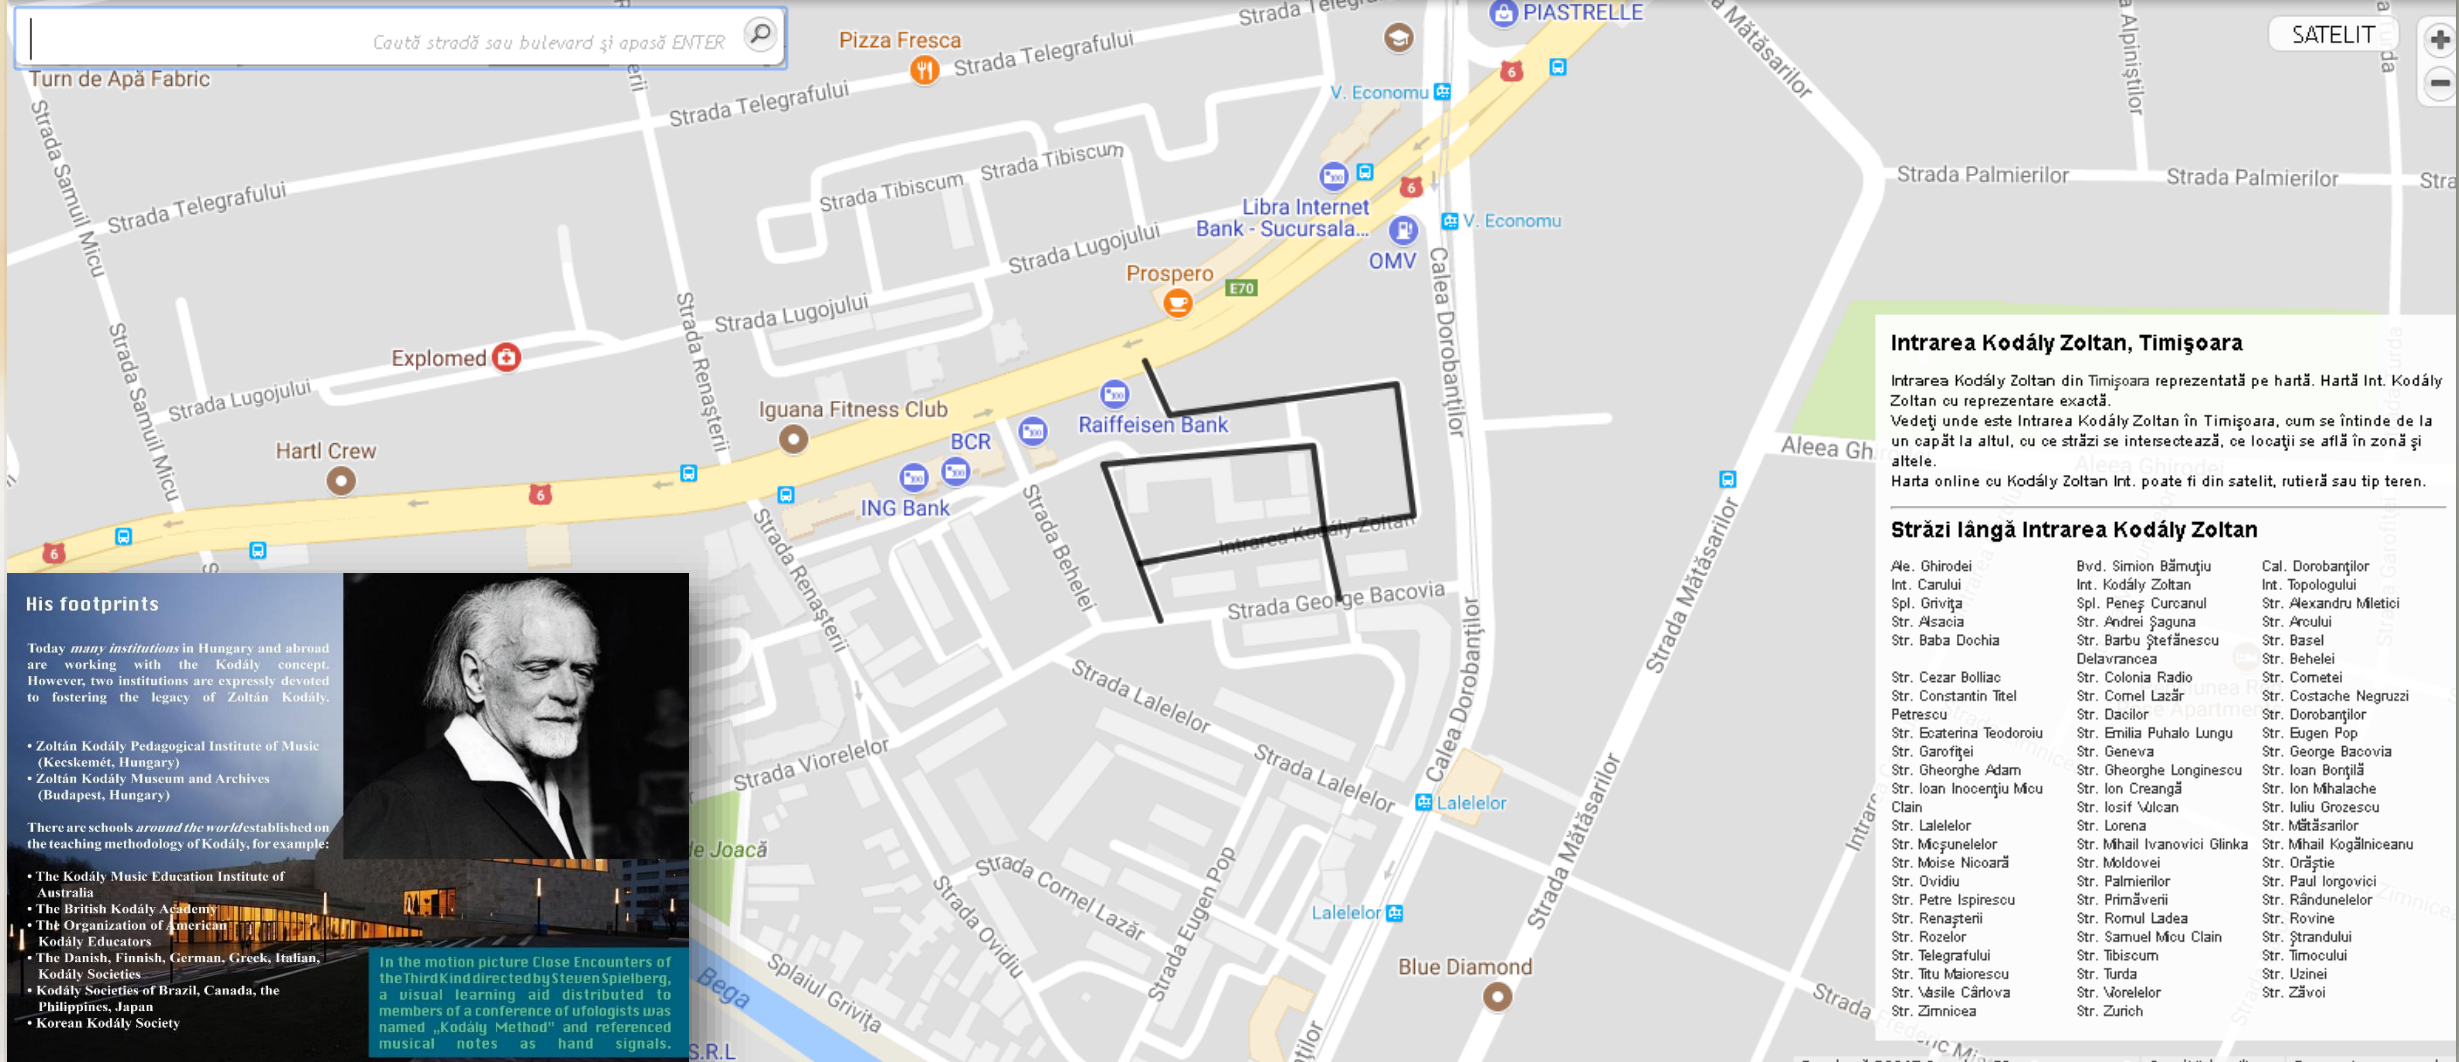 Caută stradă sau bulevard și apasă ENTER
SATELIT
Turn de Apă Fabric
Pizza Fresca
Strada Telegrafului
Strada Telegrafului
Strada Telegrafului
PIASTRELLE
Strada Samuil Micu
Strada Samuil Micu
V. Economu
6
Strada Tibiscum
Strada Tibiscum
6
Libra Internet
Bank - Sucursala...
V. Economu
OMV
Strada Palmierilor
Strada Palmierilor
Strada Lugojului
Strada Lugojului
Strada Lugojului
Prospero
E70
Calea Dorobanților
Calea Dorobanților
Strada Renașterii
Strada Renașterii
Explomed
Iguana Fitness Club
Hartl Crew
BCR
ING Bank
Raiffeisen Bank
6
6
Strada Behelei
Intrarea Kodály Zoltan
Strada George Bacovia
Strada Mătăsarilor
Strada Mătăsarilor
Strada Lalelelor
Strada Lalelelor
Lalelelor
Lalelelor
Strada Viorelelor
de Joacă
Strada Cornel Lazăr
Strada Eugen Pop
Strada Ovidiu
Splaiul Grivița
Bega
S.R.L
Blue Diamond
Intrarea Kodály Zoltan, Timişoara
Intrarea Kodály Zoltan din Timişoara reprezentată pe hartă. Hartă Int. Kodály
Zoltan cu reprezentare exactă.
Vedeţi unde este Intrarea Kodály Zoltan în Timişoara, cum se întinde de la
un capăt la altul, cu ce străzi se intersectează, ce locaţii se află în zonă şi
altele.
Harta online cu Kodály Zoltan Int. poate fi din satelit, rutieră sau tip teren.
Străzi lângă Intrarea Kodály Zoltan
Ale. Ghirodei
Int. Carului
Spl. Griviţa
Str. Alsacia
Str. Baba Dochia
Str. Cezar Bolliac
Str. Constantin Titel
Petrescu
Str. Ecaterina Teodoroiu
Str. Garofiţei
Str. Gheorghe Adam
Str. Ioan Inocenţiu Micu
Clain
Str. Lalelelor
Str. Micşunelelor
Str. Moise Nicoară
Str. Ovidiu
Str. Petre Ispirescu
Str. Renaşterii
Str. Rozelor
Str. Telegrafului
Str. Titu Maiorescu
Str. Vasile Cârlova
Str. Zimnicea
Bvd. Simion Bărnuţiu
Int. Kodály Zoltan
Spl. Peneş Curcanul
Str. Andrei Şaguna
Str. Barbu Ştefănescu
Delavrancea
Str. Colonia Radio
Str. Cornel Lazăr
Str. Dacilor
Str. Emilia Puhalo Lungu
Str. Geneva
Str. Gheorghe Longinescu
Str. Ion Creangă
Str. Iosif Vulcan
Str. Lorena
Str. Mihail Ivanovici Glinka
Str. Moldovei
Str. Palmierilor
Str. Primăverii
Str. Romul Ladea
Str. Samuel Micu Clain
Str. Tibiscum
Str. Turda
Str. Viorelelor
Str. Zurich
Cal. Dorobanţilor
Int. Topologului
Str. Alexandru Miletici
Str. Arcului
Str. Basel
Str. Behelei
Str. Cometei
Str. Costache Negruzzi
Str. Dorobanţilor
Str. Eugen Pop
Str. George Bacovia
Str. Ioan Bontilă
Str. Ion Mihalache
Str. Iuliu Grozescu
Str. Mătăsarilor
Str. Mihail Kogălniceanu
Str. Orăştie
Str. Paul Iorgovici
Str. Rândunelelor
Str. Rovine
Str. Ştrandului
Str. Timocului
Str. Uzinei
Str. Zăvoi
His footprints
Today many institutions in Hungary and abroad
are working with the Kodály concept.
However, two institutions are expressly devoted
to fostering the legacy of Zoltán Kodály.
• Zoltán Kodály Pedagogical Institute of Music
(Kecskemét, Hungary)
• Zoltán Kodály Museum and Archives
(Budapest, Hungary)
There are schools around the world established on
the teaching methodology of Kodály, for example:
• The Kodály Music Education Institute of
Australia
• The British Kodály Academy
• The Organization of American
Kodály Educators
• The Danish, Finnish, German, Greek, Italian,
Kodály Societies
• Kodály Societies of Brazil, Canada, the
Philippines, Japan
• Korean Kodály Society
In the motion picture Close Encounters of
the Third Kind directed by Steven Spielberg,
a visual learning aid distributed to
members of a conference of ufologists was
named „Kodály Method" and referenced
musical notes as hand signals.